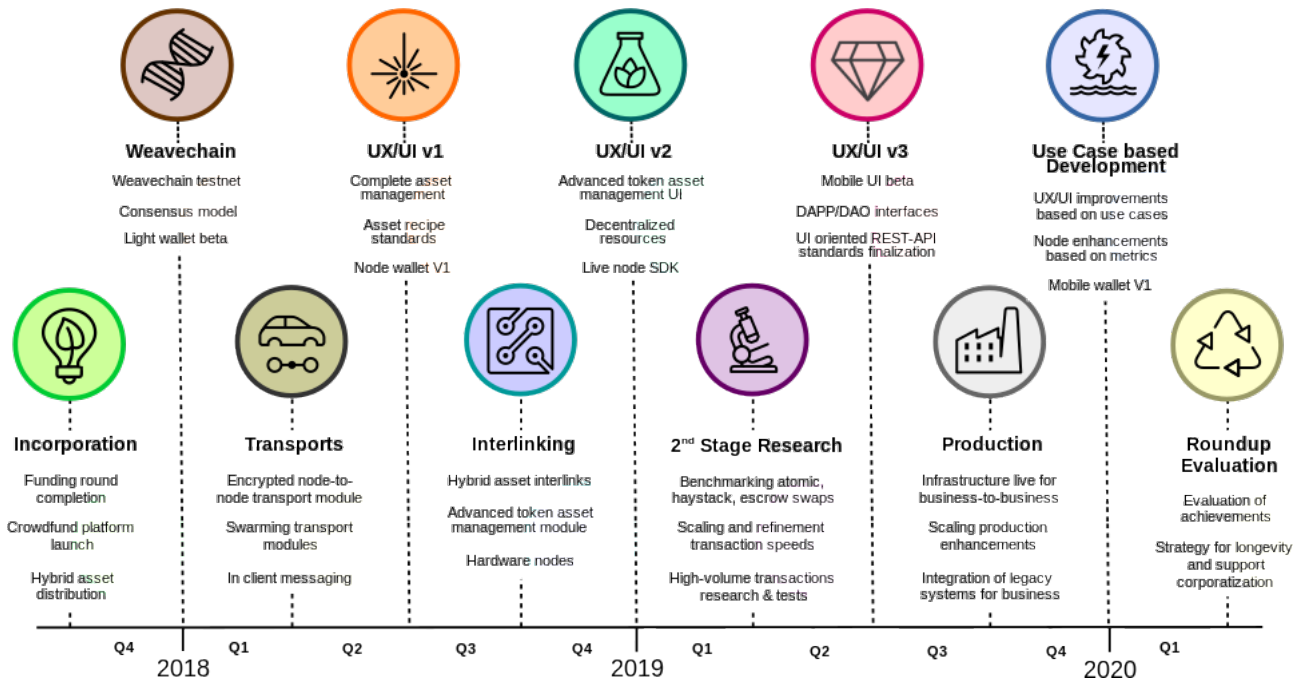 Weavechain
Weavechain testnet
Consensus model
Light wallet beta
UX/UI v1
Complete asset
management
Asset recipe
standards
Node wallet V1
UX/UI v2
Advanced token asset
management UI
Decentralized
resources
Live node SDK
UX/UI v3
Mobile UI beta
DAPP/DAO interfaces
UI oriented REST-API
standards finalization
Use Case based
Development
UX/UI improvements
based on use cases
Node enhancements
based on metrics
Mobile wallet V1
Incorporation
Funding round
completion
Crowdfund platform
launch
Hybrid asset
distribution
Transports
Encrypted node-to-
node transport module
Swarming transport
modules
In client messaging
Interlinking
Hybrid asset interlinks
Advanced token asset
management module
Hardware nodes
2nd Stage Research
Benchmarking atomic,
haystack, escrow swaps
Scaling and refinement
transaction speeds
High-volume transactions
research & tests
Production
Infrastructure live for
business-to-business
Scaling production
enhancements
Integration of legacy
systems for business
Roundup
Evaluation
Evaluation of
achievements
Strategy for longevity
and support
corporatization
Q4 Q1 Q2 Q3 Q4 Q1 Q2 Q3 Q4 Q1
2018 2019 2020